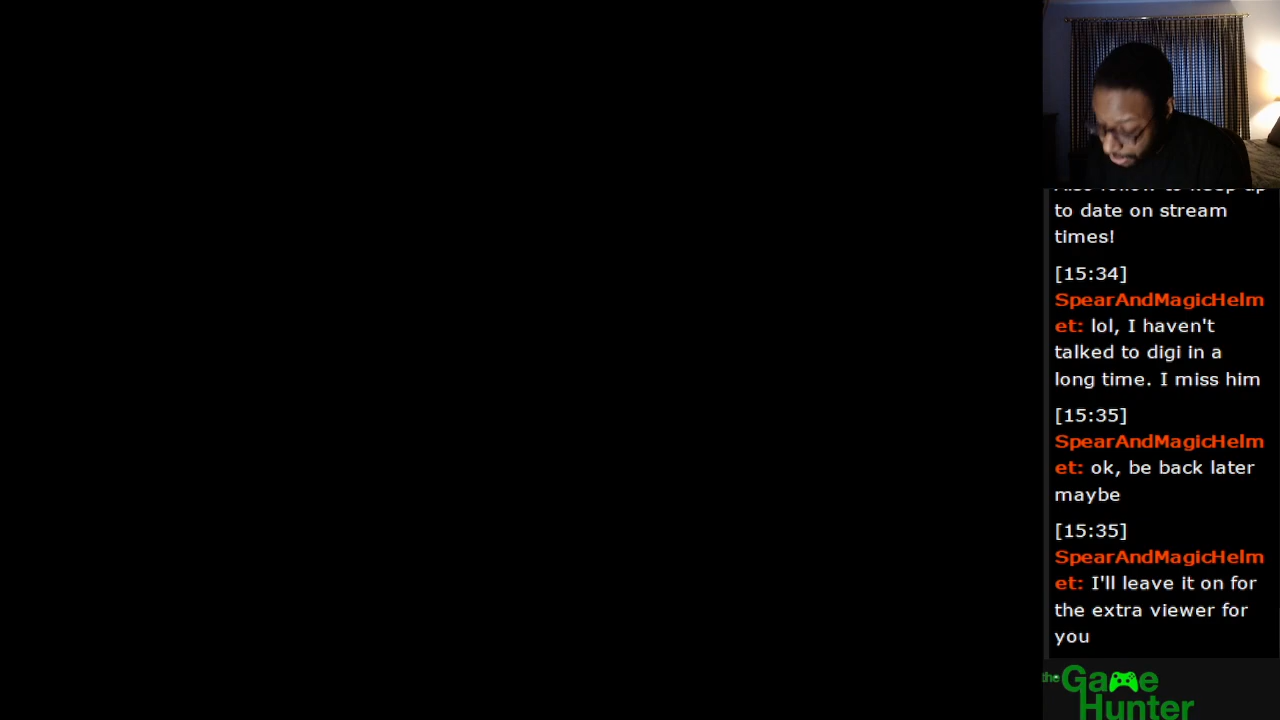 to date on stream
times!
[15:34]
SpearAndMagicHelm
et: lol, I haven't
talked to digi in a
long time. I miss him
[15:35]
SpearAndMagicHelm
et: ok, be back later
maybe
[15:35]
SpearAndMagicHelm
et: I'll leave it on for
the extra viewer for
you
the Game
Hunter